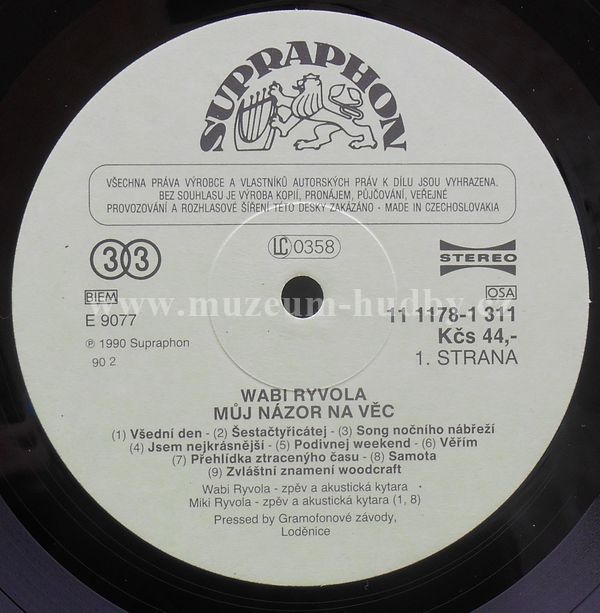 SUPRAPHON
VŠECHNA PRÁVA VÝROBCE A VLASTNÍKŮ AUTORSKÝCH PRÁV K DÍLU JSOU VYHRAZENA.
BEZ SOUHLASU JE VÝROBA KOPIÍ, PRONÁJEM, PŮJČOVÁNÍ, VEŘEJNÉ
PROVOZOVÁNÍ A ROZHLASOVÉ ŠÍŘENÍ TÉTO DESKY ZAKÁZÁNO - MADE IN CZECHOSLOVAKIA
33 LC 0358 STEREO
BIEM OSA
www.muzeum-hudby.cz
E 9077 11 1178-1 311
Kčs 44,-
℗ 1990 Supraphon
90 2 1. STRANA
WABI RYVOLA
MŮJ NÁZOR NA VĚC
(1) Všední den - (2) Šestačtyřicátej - (3) Song nočního nábřeží
(4) Jsem nejkrásnější - (5) Podivnej weekend - (6) Věřím
(7) Přehlídka ztracenýho času - (8) Samota
(9) Zvláštní znamení woodcraft
Wabi Ryvola - zpěv a akustická kytara
Miki Ryvola - zpěv a akustická kytara (1, 8)
Pressed by Gramofonové závody,
Loděnice